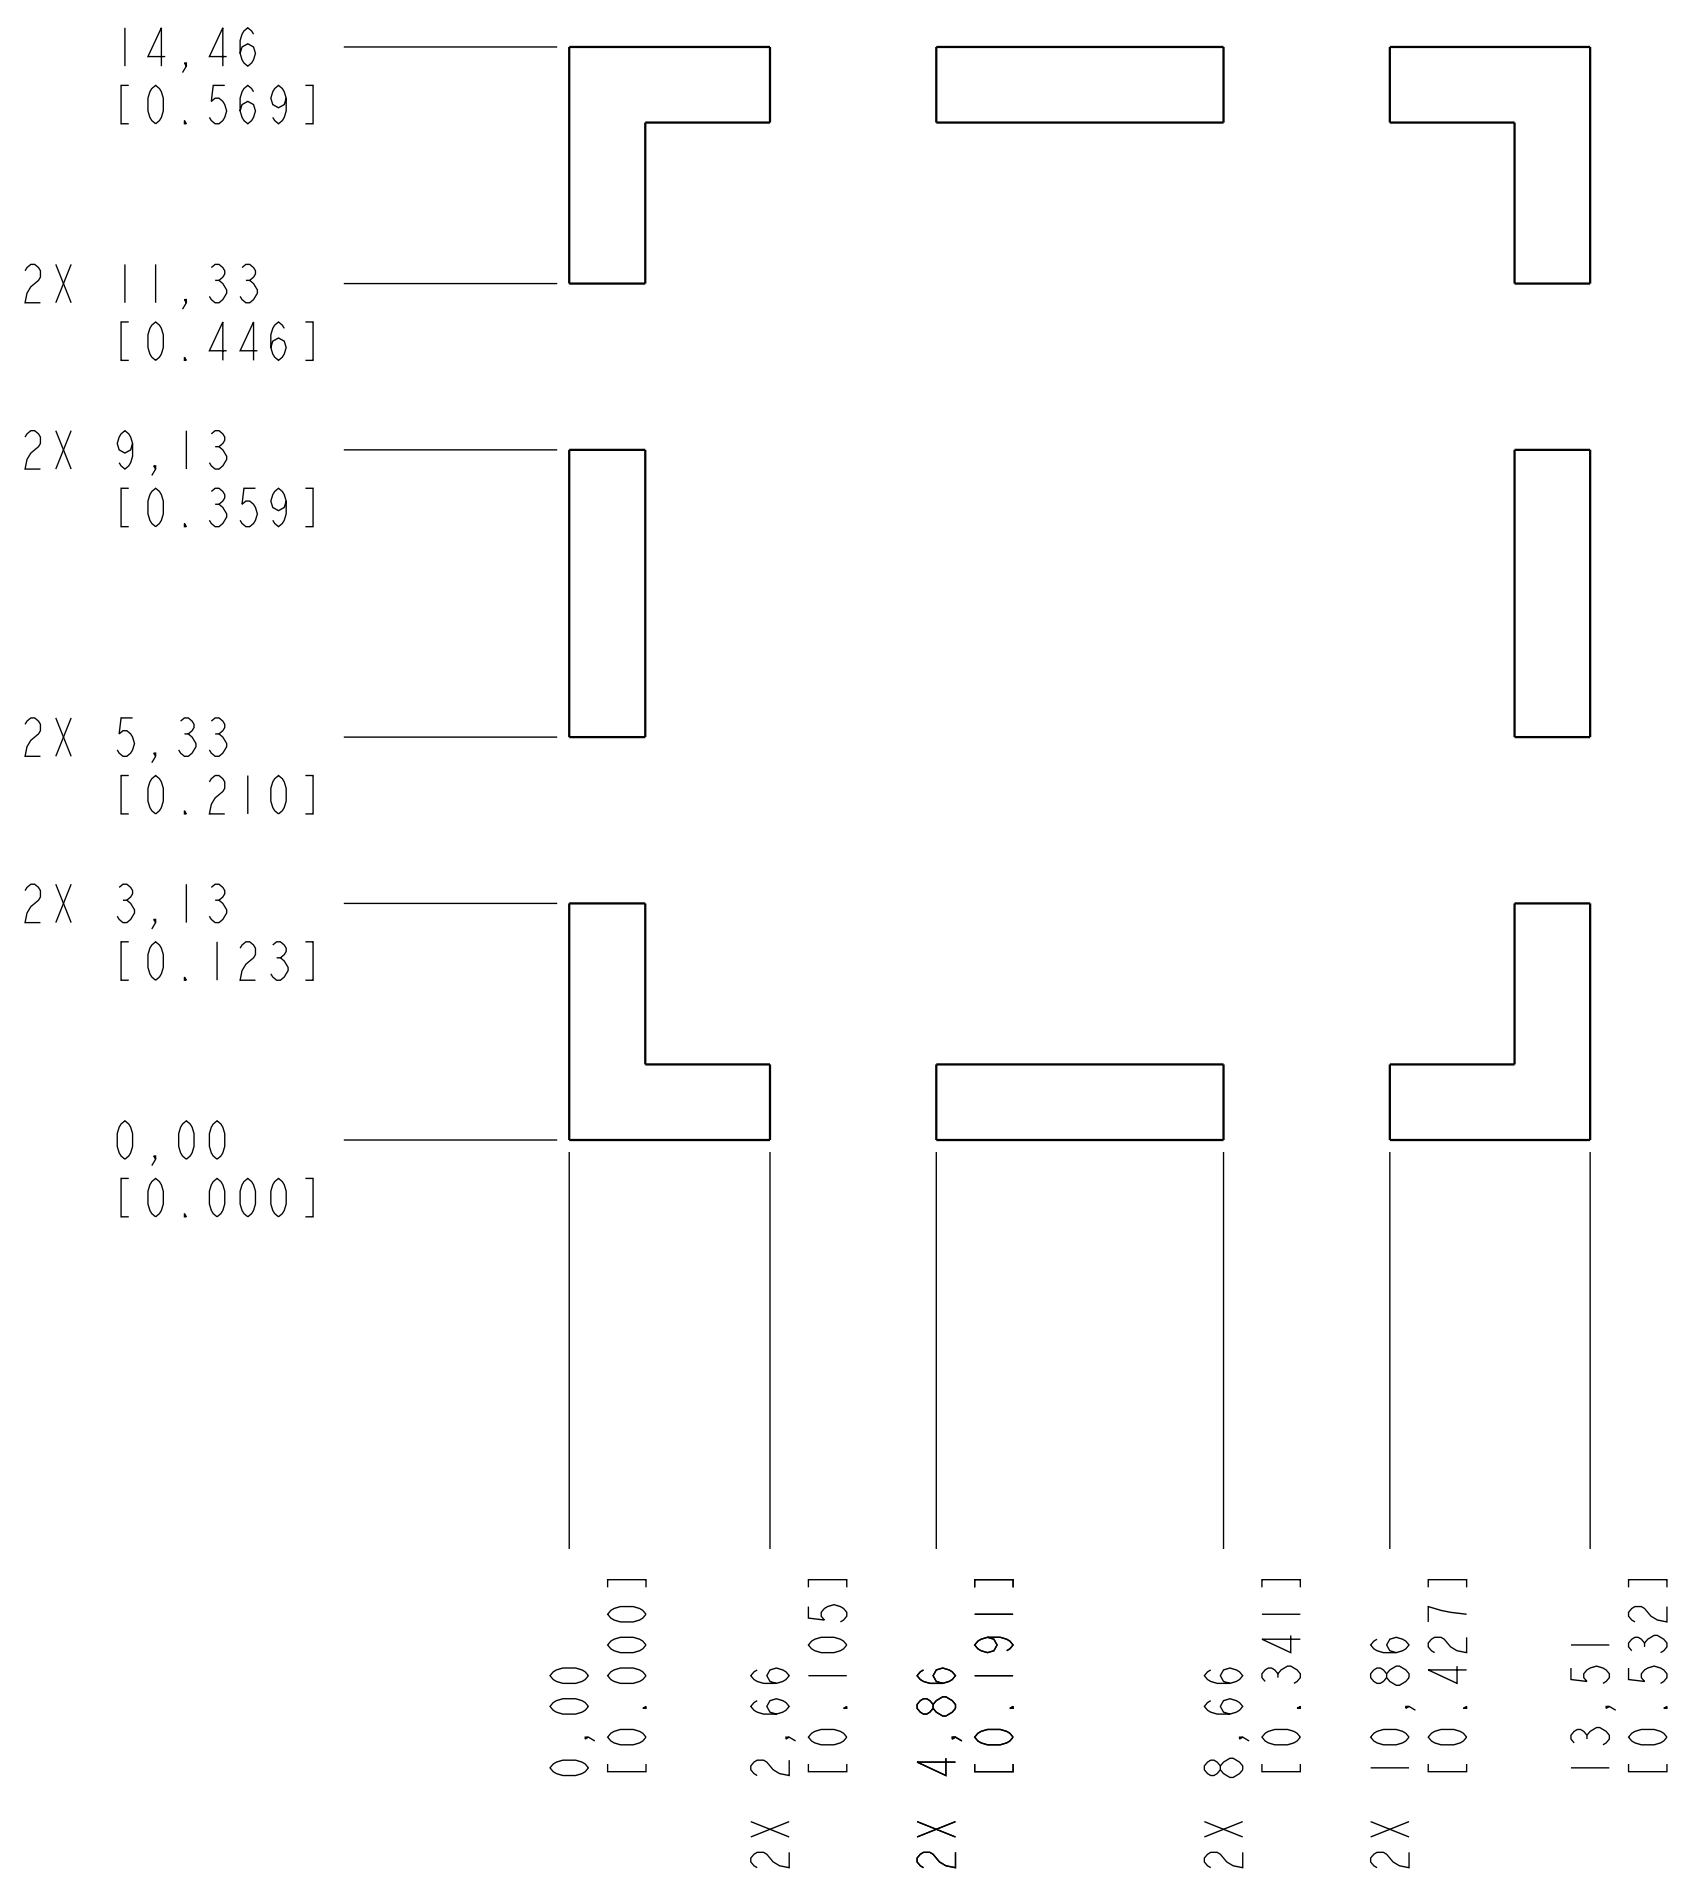 14,46
[0.569]
2X 11,33
[0.446]
2X 9,13
[0.359]
2X 5,33
[0.210]
2X 3,13
[0.123]
0,00
[0.000]
0,00
[0.000]
2X 2,66
[0.105]
2X 4,86
[0.191]
2X 8,66
[0.341]
2X 10,86
[0.427]
13,51
[0.532]